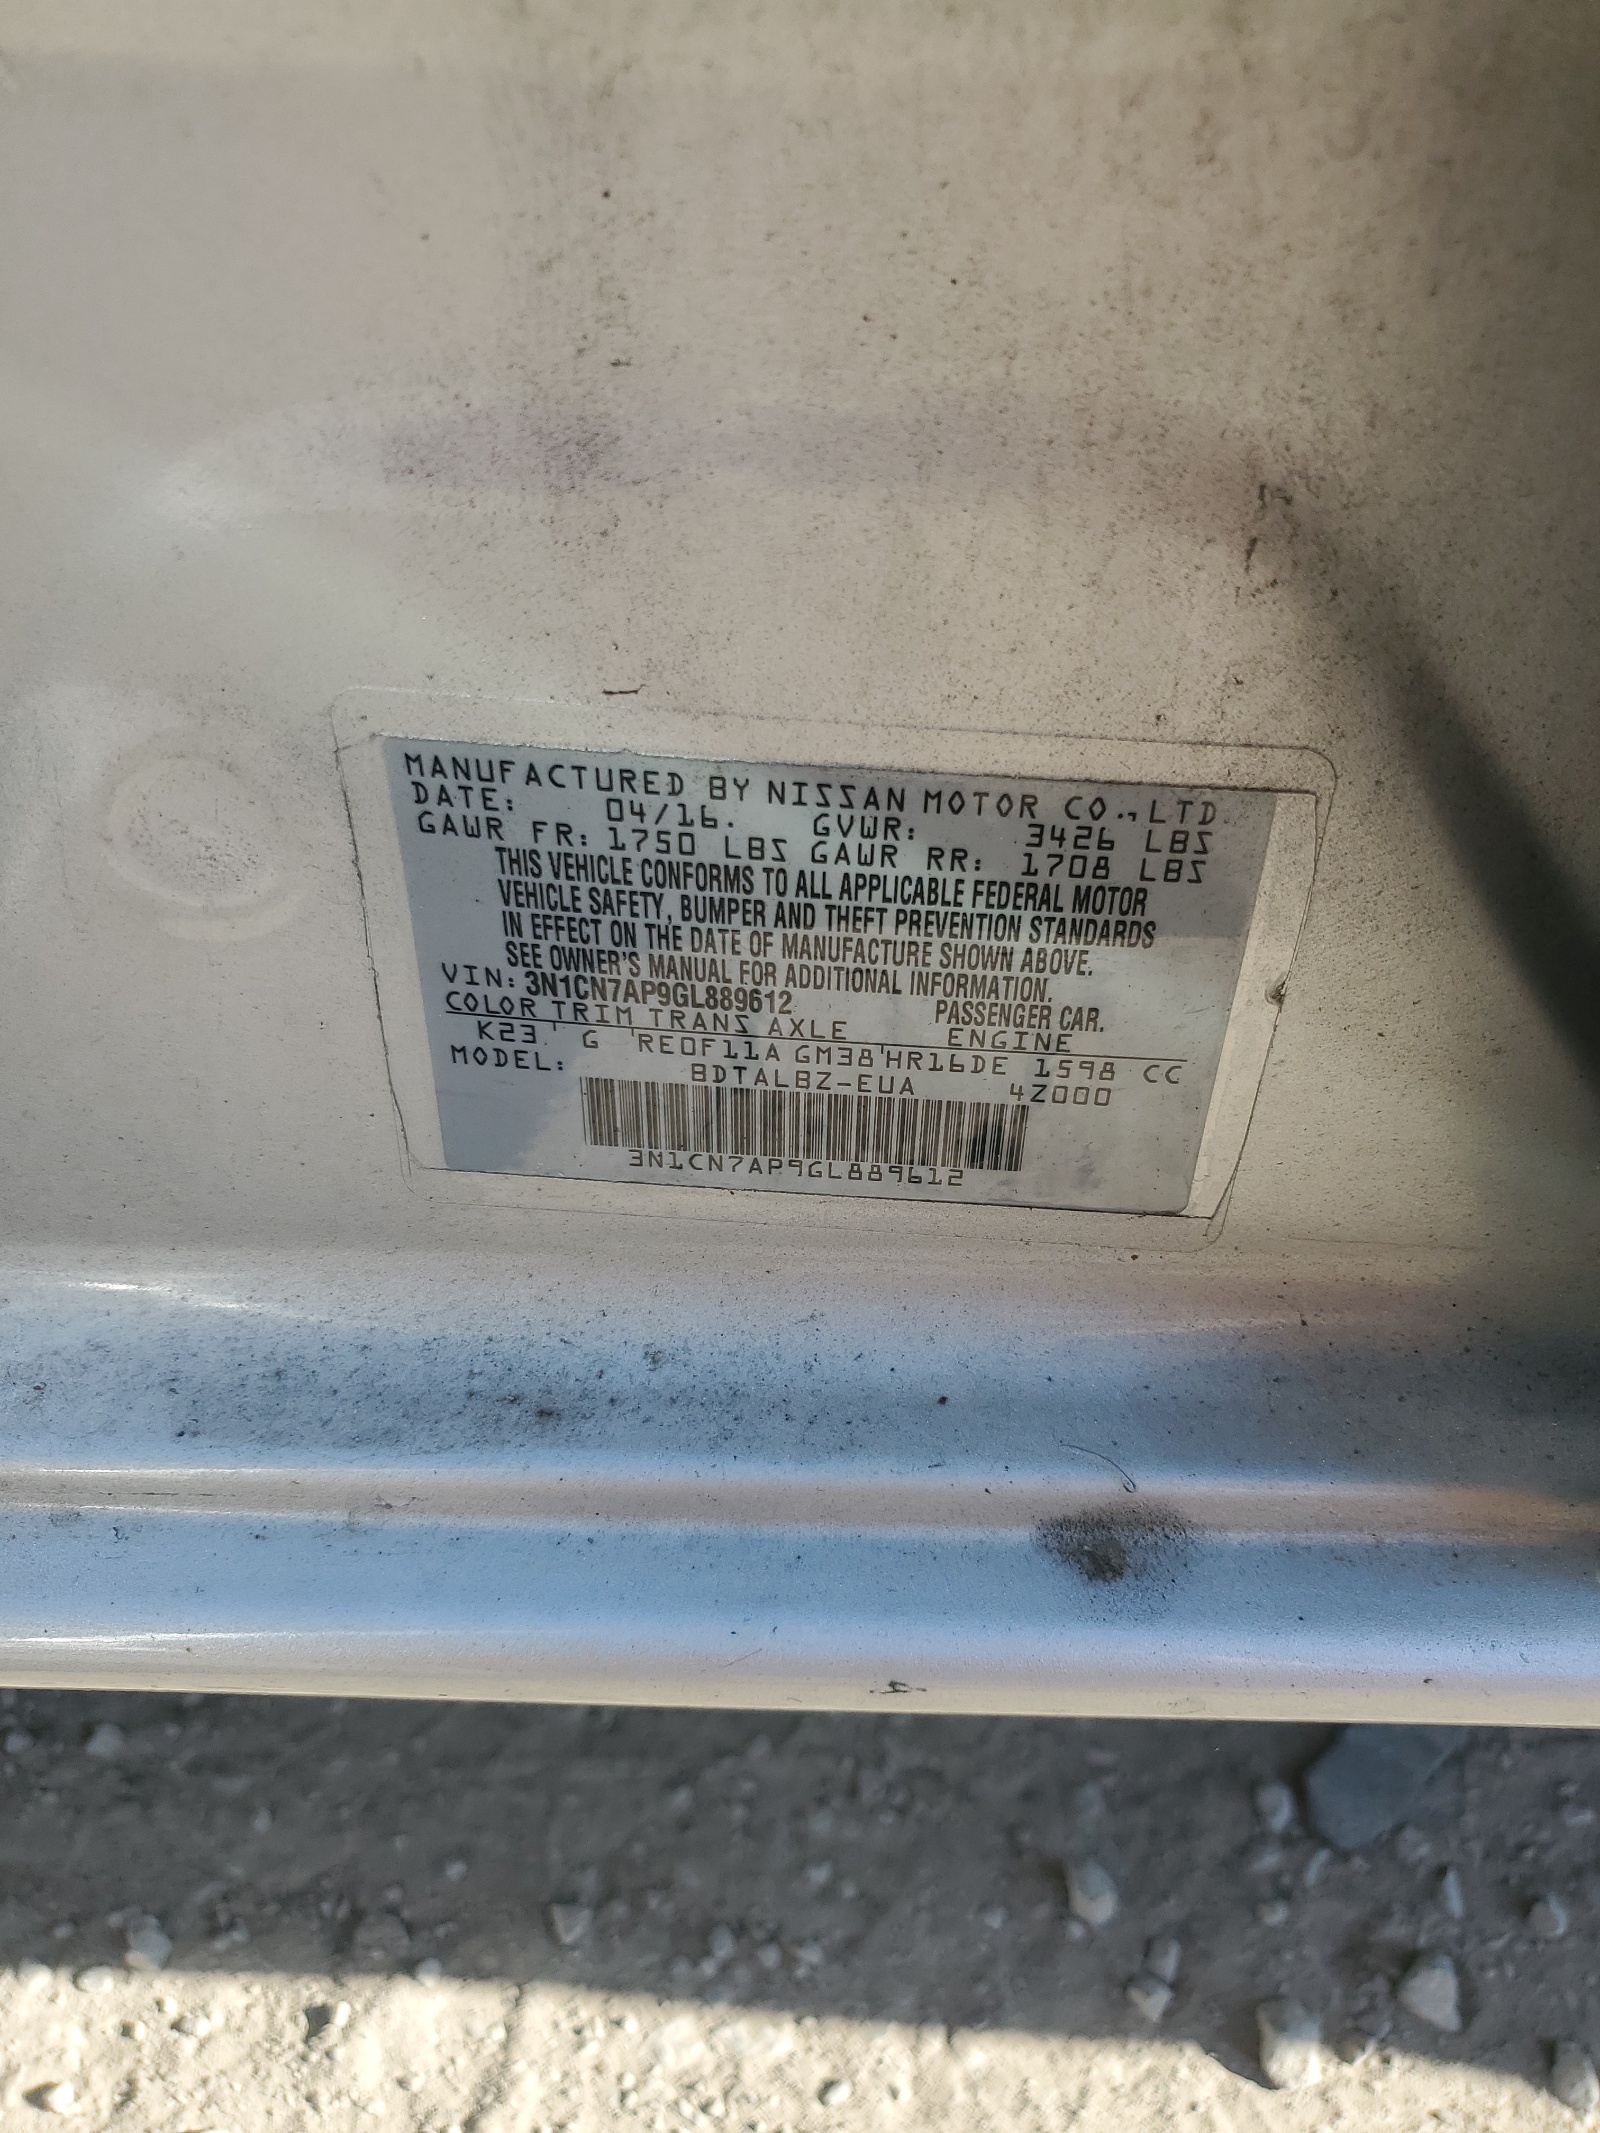 MANUFACTURED BY NISSAN MOTOR CO.,LTD.
DATE: 04/16. GVWR: 3426 LBS
GAWR FR: 1750 LBS GAWR RR: 1708 LBS
THIS VEHICLE CONFORMS TO ALL APPLICABLE FEDERAL MOTOR
VEHICLE SAFETY, BUMPER AND THEFT PREVENTION STANDARDS
IN EFFECT ON THE DATE OF MANUFACTURE SHOWN ABOVE.
SEE OWNER'S MANUAL FOR ADDITIONAL INFORMATION.
VIN: 3N1CN7AP9GL889612 PASSENGER CAR.
COLOR TRIM TRANS AXLE ENGINE
K23 G RE0F11A GM38 HR16DE 1598 CC
MODEL: BDTALBZ-EUA 4Z000
3N1CN7AP9GL889612